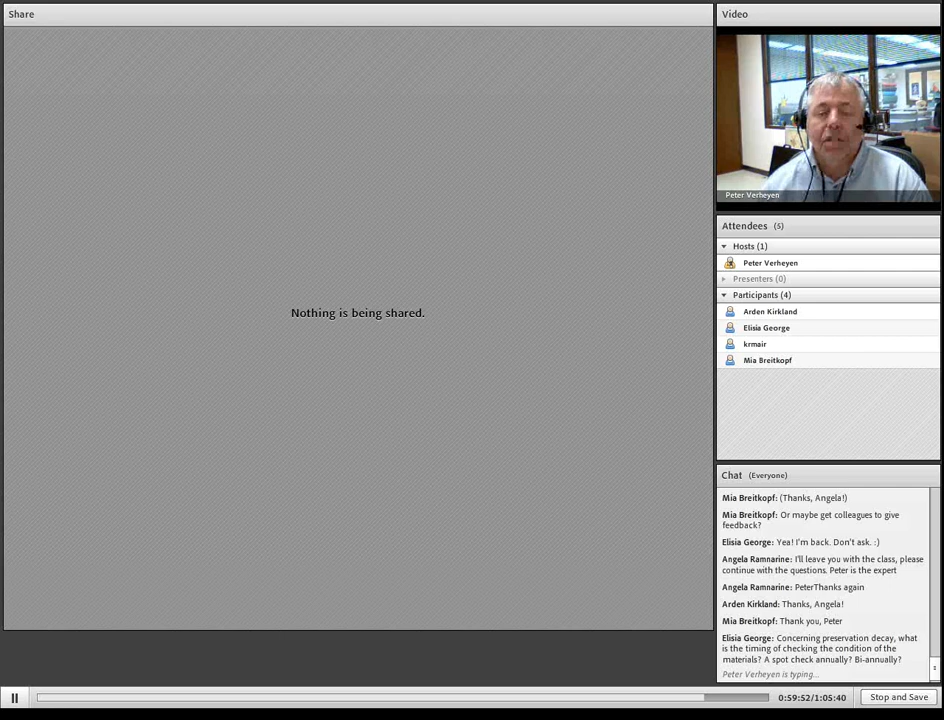 Share
Nothing is being shared.
Video
Peter Verheyen
Attendees (5)
Hosts (1)
Peter Verheyen
Presenters (0)
Participants (4)
Arden Kirkland
Elisia George
krmair
Mia Breitkopf
Chat (Everyone)
Mia Breitkopf: (Thanks, Angela!)
Mia Breitkopf: Or maybe get colleagues to give
feedback?
Elisia George: Yea! I'm back. Don't ask. :)
Angela Ramnarine: I'll leave you with the class, please
continue with the questions. Peter is the expert
Angela Ramnarine: PeterThanks again
Arden Kirkland: Thanks, Angela!
Mia Breitkopf: Thank you, Peter
Elisia George: Concerning preservation decay, what
is the timing of checking the condition of the
materials? A spot check annually? Bi-annually?
Peter Verheyen is typing...
0:59:52/1:05:40
Stop and Save